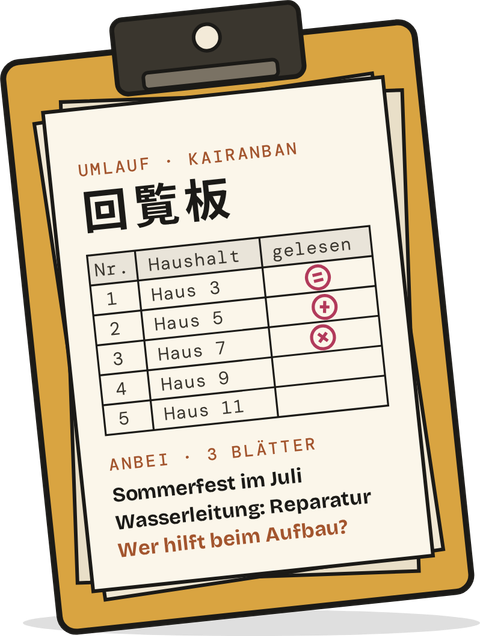 UMLAUF · KAIRANBAN
回覧板
Nr. Haushalt gelesen
1 Haus 3
2 Haus 5
3 Haus 7
4 Haus 9
5 Haus 11
ANBEI · 3 BLÄTTER
Sommerfest im Juli
Wasserleitung: Reparatur
Wer hilft beim Aufbau?